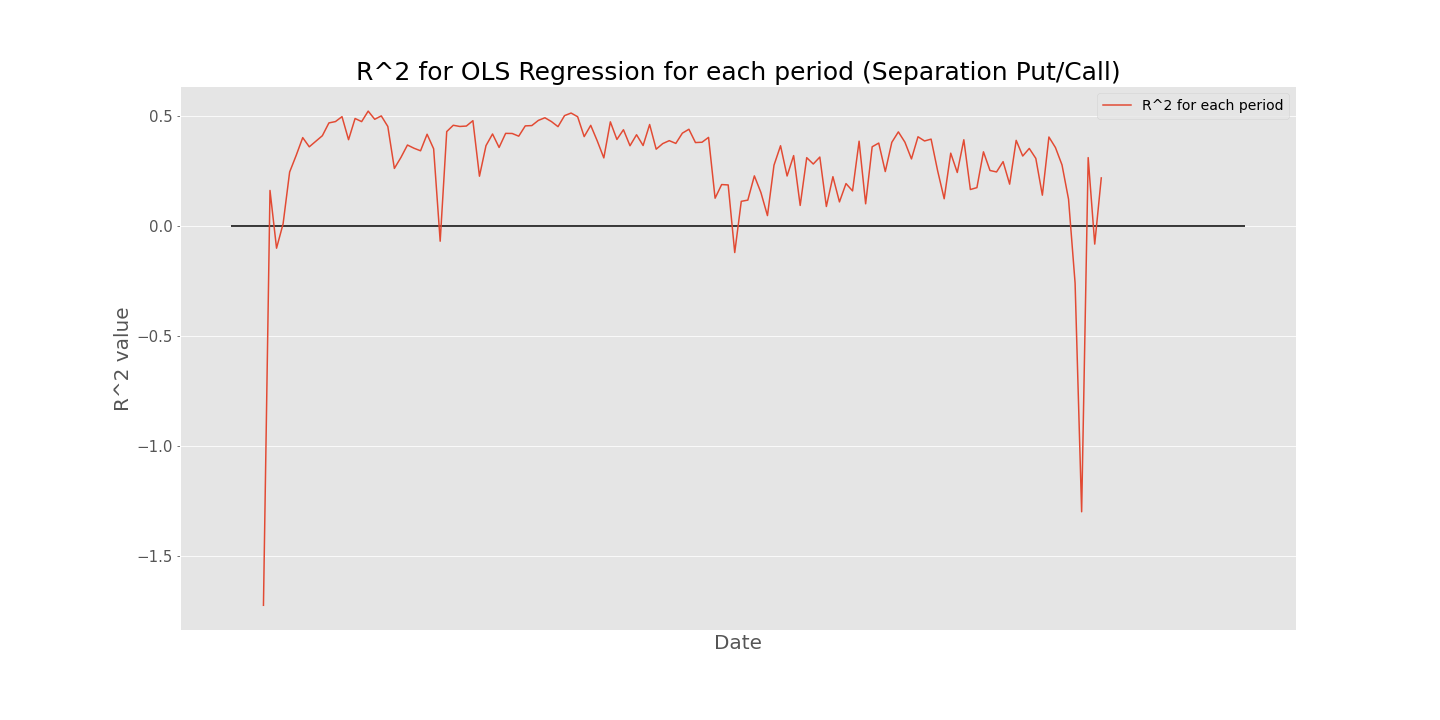 R^2 for OLS Regression for each period (Separation Put/Call)
R^2 for each period
0.5
0.0
−0.5
−1.0
−1.5
R^2 value
Date